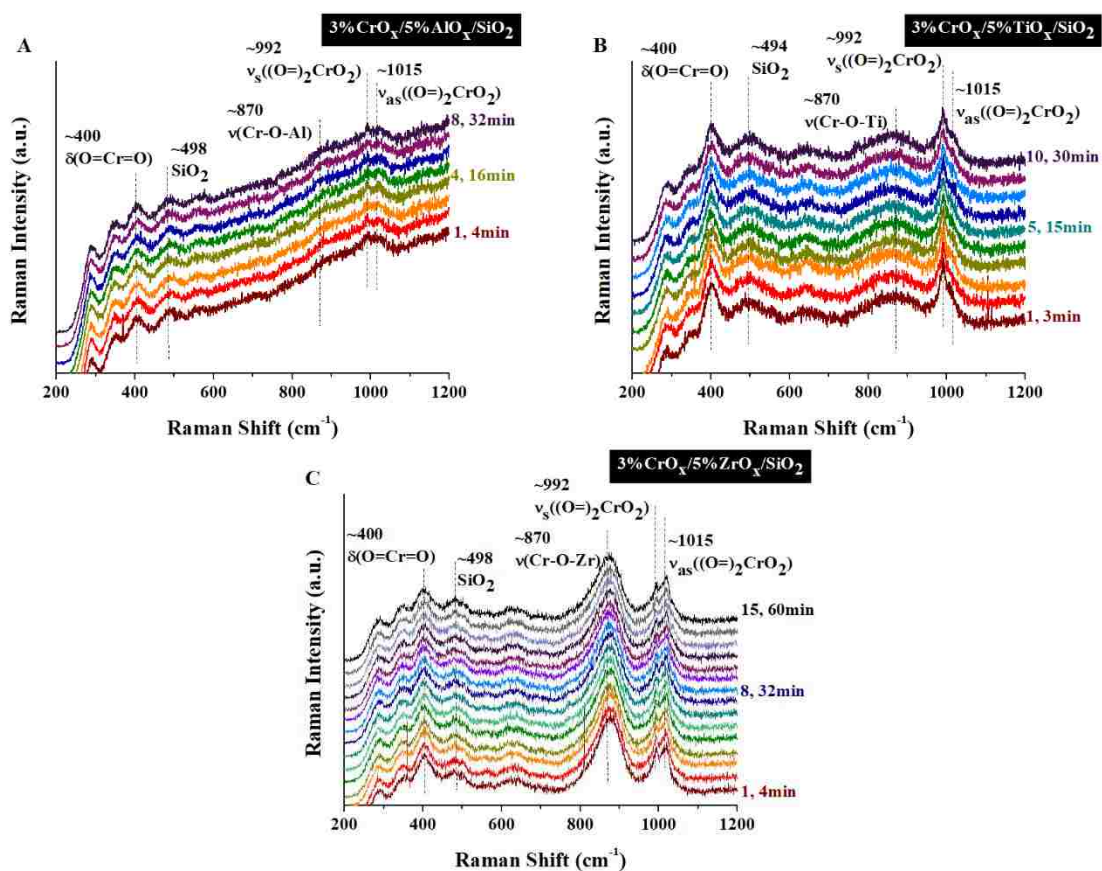 A
3%CrOₓ/5%AlOₓ/SiO₂
~992
νₛ((O=)₂CrO₂)
~1015
νₐₛ((O=)₂CrO₂)
~870
ν(Cr-O-Al)
8, 32min
~400
δ(O=Cr=O)
~498
SiO₂
4, 16min
1, 4min
Raman Intensity (a.u.)
200 400 600 800 1000 1200
Raman Shift (cm⁻¹)
B
3%CrOₓ/5%TiOₓ/SiO₂
~400
δ(O=Cr=O)
~494
SiO₂
~992
νₛ((O=)₂CrO₂)
~870
ν(Cr-O-Ti)
~1015
νₐₛ((O=)₂CrO₂)
10, 30min
5, 15min
1, 3min
Raman Intensity (a.u.)
200 400 600 800 1000 1200
Raman Shift (cm⁻¹)
C
3%CrOₓ/5%ZrOₓ/SiO₂
~992
νₛ((O=)₂CrO₂)
~400
δ(O=Cr=O)
~498
SiO₂
~870
ν(Cr-O-Zr)
~1015
νₐₛ((O=)₂CrO₂)
15, 60min
8, 32min
1, 4min
Raman Intensity (a.u.)
200 400 600 800 1000 1200
Raman Shift (cm⁻¹)